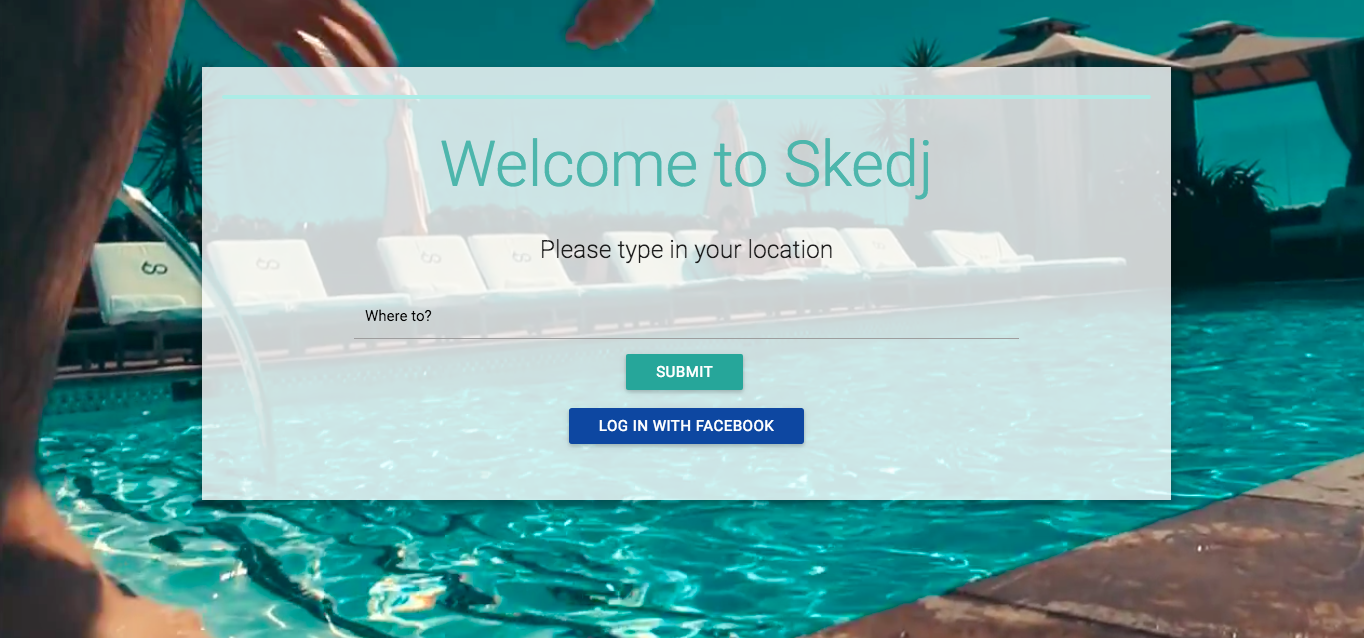 Welcome to Skedj
Please type in your location
Where to?
SUBMIT
LOG IN WITH FACEBOOK